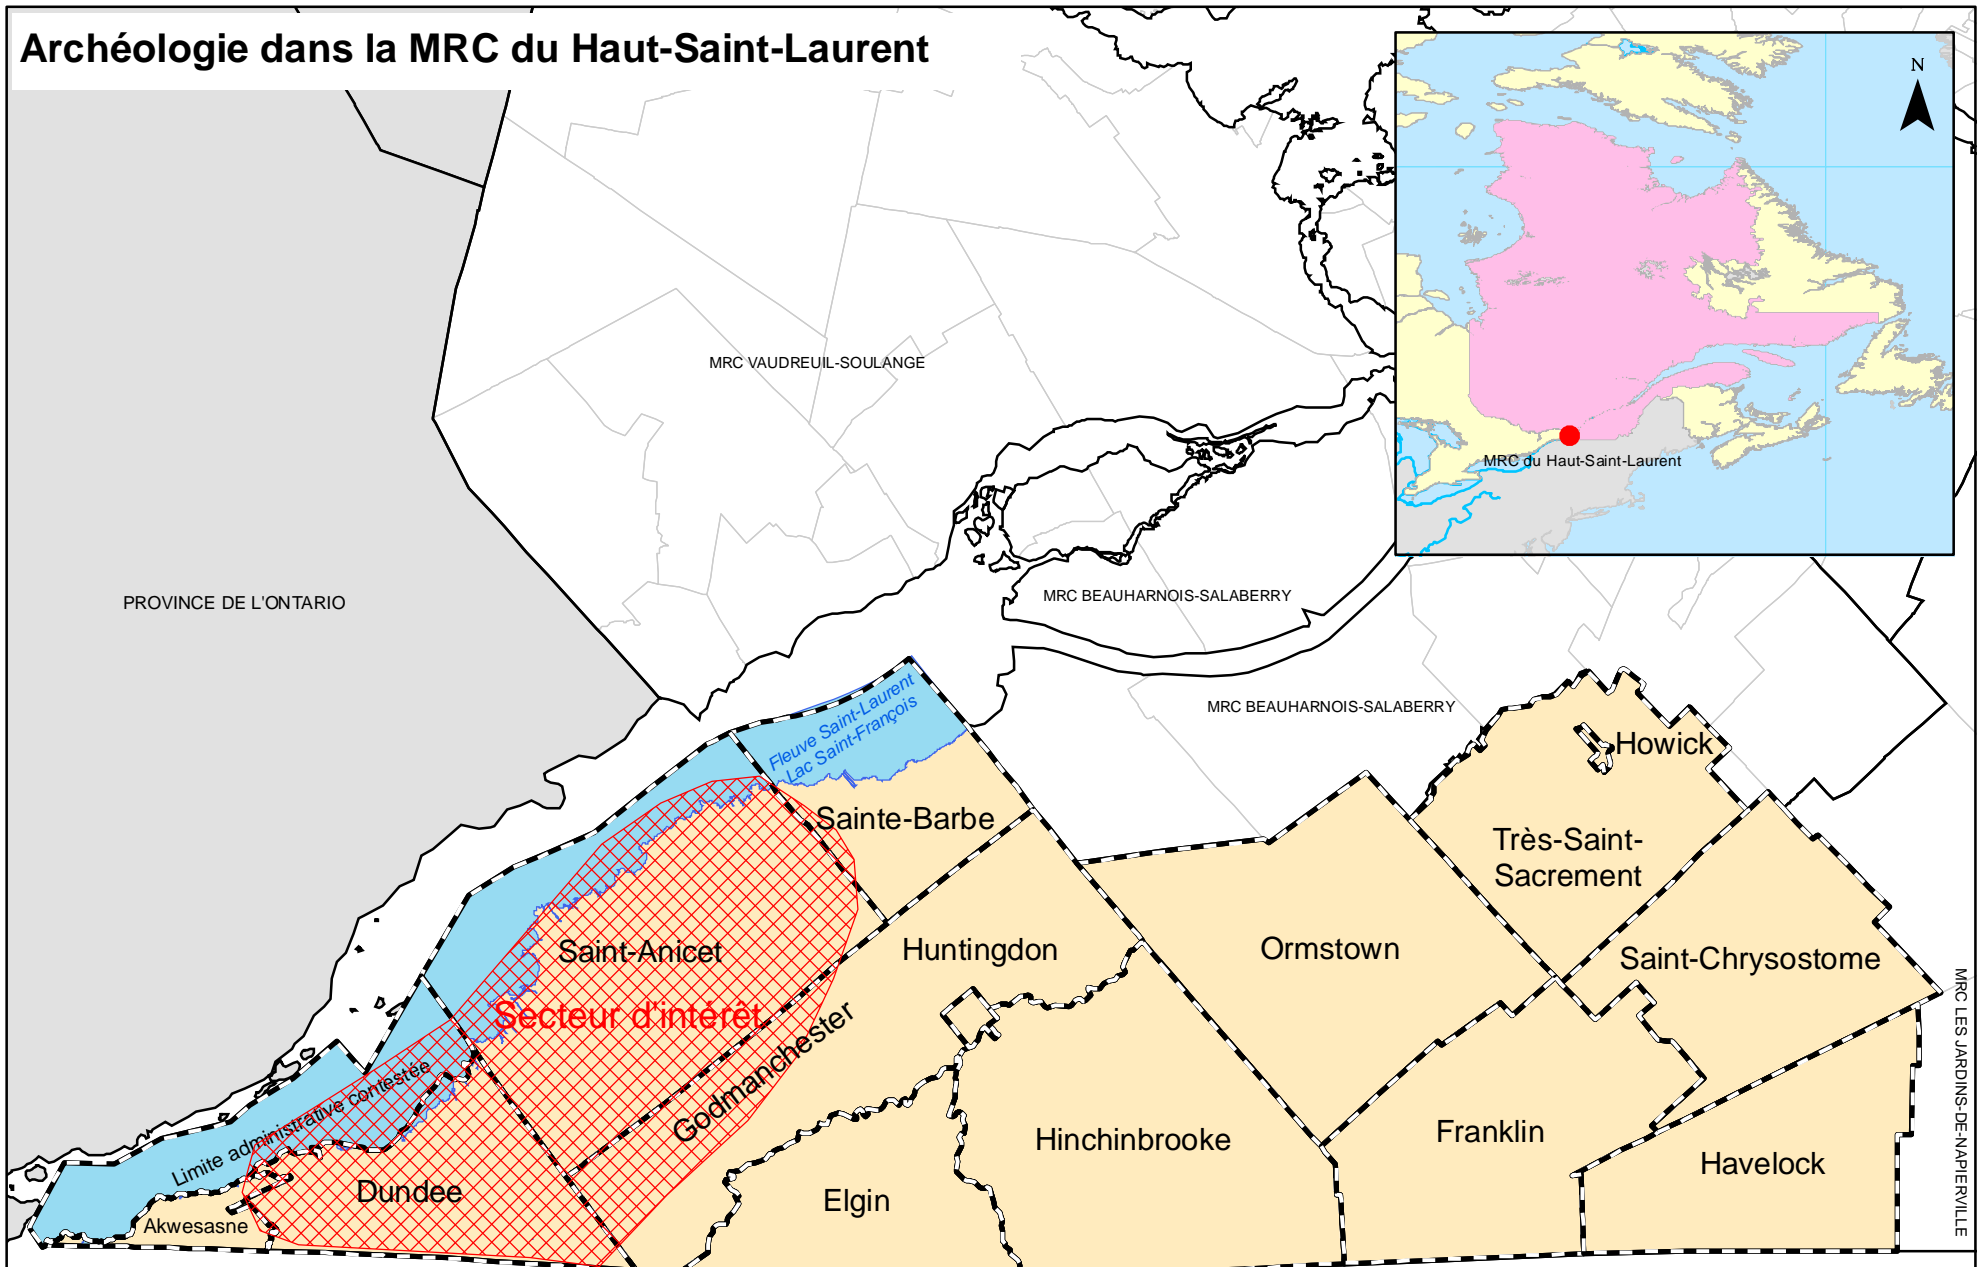 Archéologie dans la MRC du Haut-Saint-Laurent
N
MRC du Haut-Saint-Laurent
MRC VAUDREUIL-SOULANGE
PROVINCE DE L'ONTARIO
MRC BEAUHARNOIS-SALABERRY
MRC BEAUHARNOIS-SALABERRY
Fleuve Saint-Laurent
Lac Saint-François
Howick
Sainte-Barbe
Très-Saint-
Sacrement
Saint-Anicet
Huntingdon
Ormstown
Saint-Chrysostome
Secteur d'intérêt
Godmanchester
Limite administrative contestée
Hinchinbrooke
Franklin
Havelock
MRC LES JARDINS-DE-NAPIERVILLE
Dundee
Elgin
Akwesasne